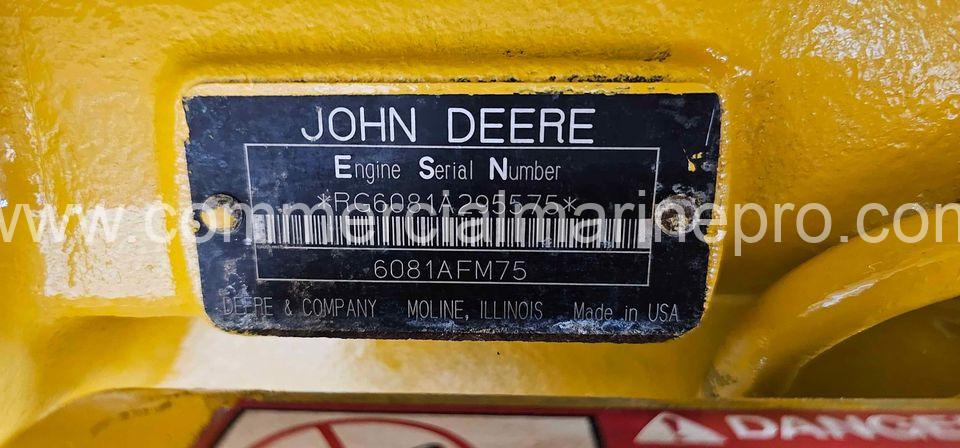 JOHN DEERE
Engine Serial Number
*RG6081A295575*
www.commercialmarinepro.com
6081AFM75
DEERE & COMPANY MOLINE, ILLINOIS Made in USA
DANGER